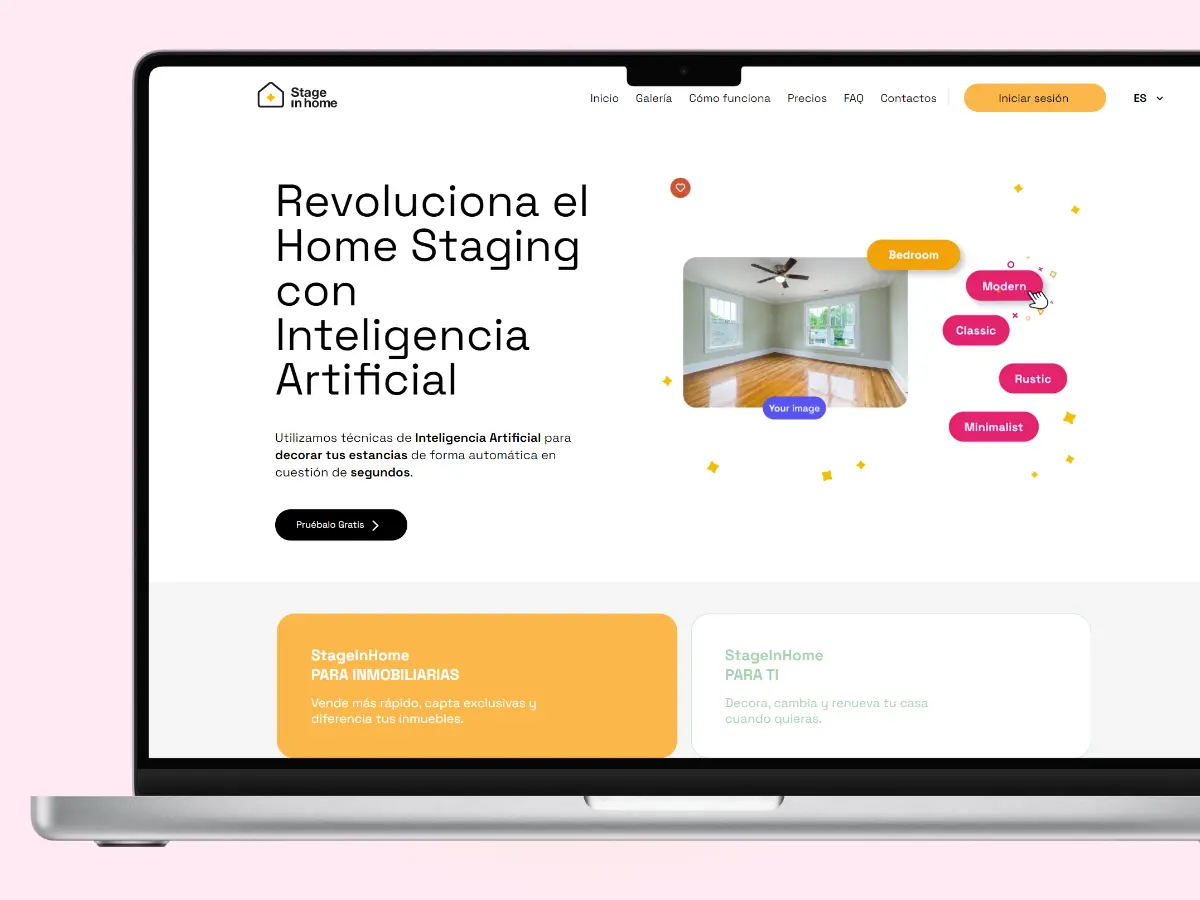 Stage
in home
Inicio Galería Cómo funciona Precios FAQ Contactos Iniciar sesión ES
Revoluciona el
Home Staging
con
Inteligencia
Artificial
Utilizamos técnicas de Inteligencia Artificial para
decorar tus estancias de forma automática en
cuestión de segundos.
Pruébalo Gratis
Bedroom
Modern
Classic
Rustic
Minimalist
Your image
StageInHome
PARA INMOBILIARIAS
Vende más rápido, capta exclusivas y
diferencia tus inmuebles.
StageInHome
PARA TI
Decora, cambia y renueva tu casa
cuando quieras.